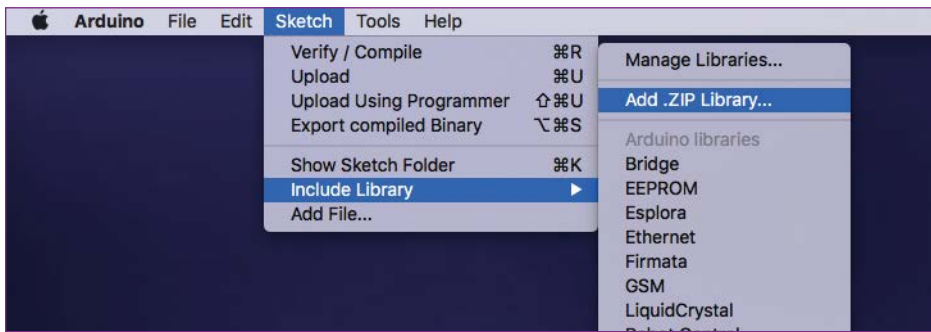 Arduino File Edit Sketch Tools Help
Verify / Compile ⌘R
Upload ⌘U
Upload Using Programmer ⇧⌘U
Export compiled Binary ⌥⌘S
Show Sketch Folder ⌘K
Include Library ▶
Add File...
Manage Libraries...
Add .ZIP Library...
Arduino libraries
Bridge
EEPROM
Esplora
Ethernet
Firmata
GSM
LiquidCrystal